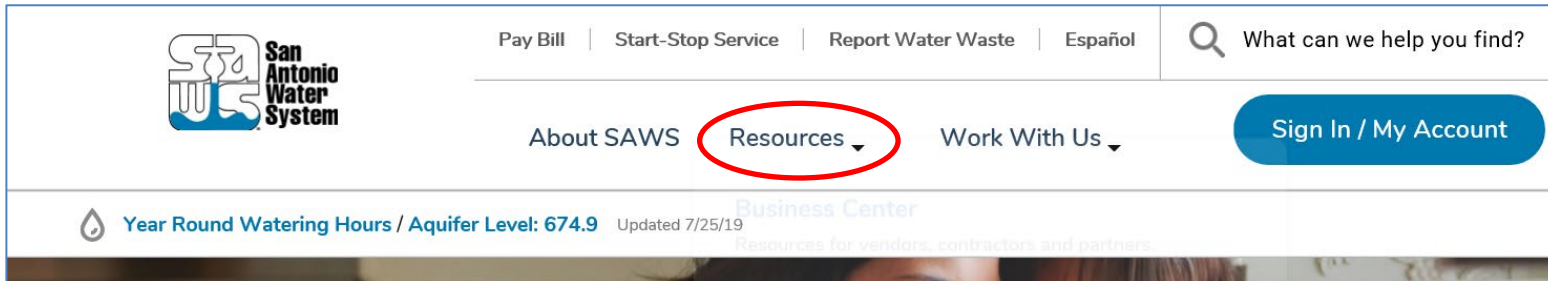 San
Antonio
Water
System
Pay Bill | Start-Stop Service | Report Water Waste | Español
What can we help you find?
About SAWS Resources Work With Us
Sign In / My Account
Year Round Watering Hours / Aquifer Level: 674.9 Updated 7/25/19
Business Center
Resources for vendors, contractors and partners.